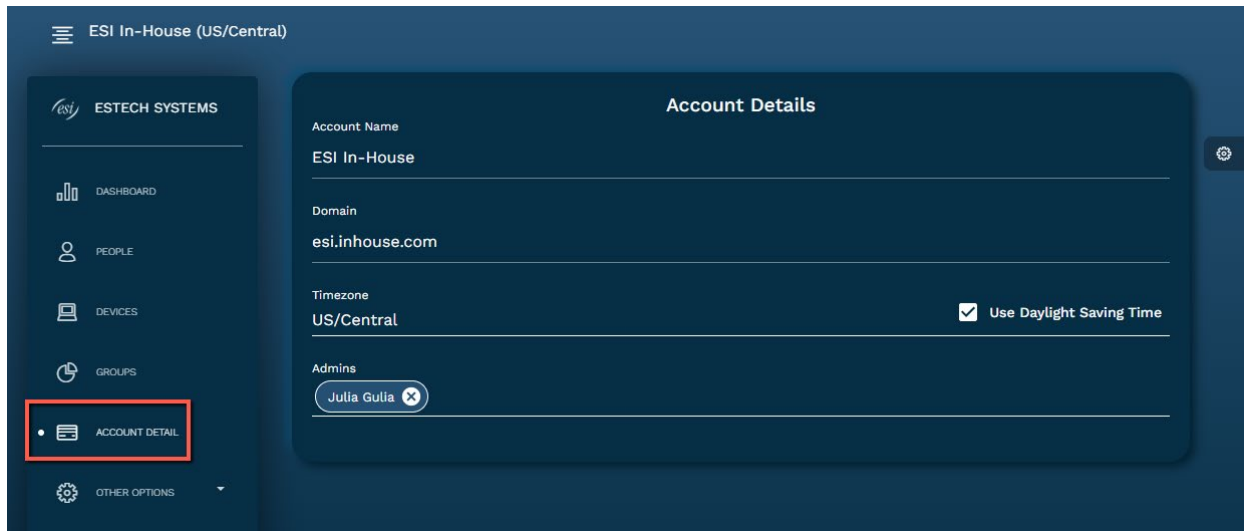 ESI In-House (US/Central)
esi ESTECH SYSTEMS
DASHBOARD
PEOPLE
DEVICES
GROUPS
ACCOUNT DETAIL
OTHER OPTIONS
Account Details
Account Name
ESI In-House
Domain
esi.inhouse.com
Timezone
US/Central
Use Daylight Saving Time
Admins
Julia Gulia